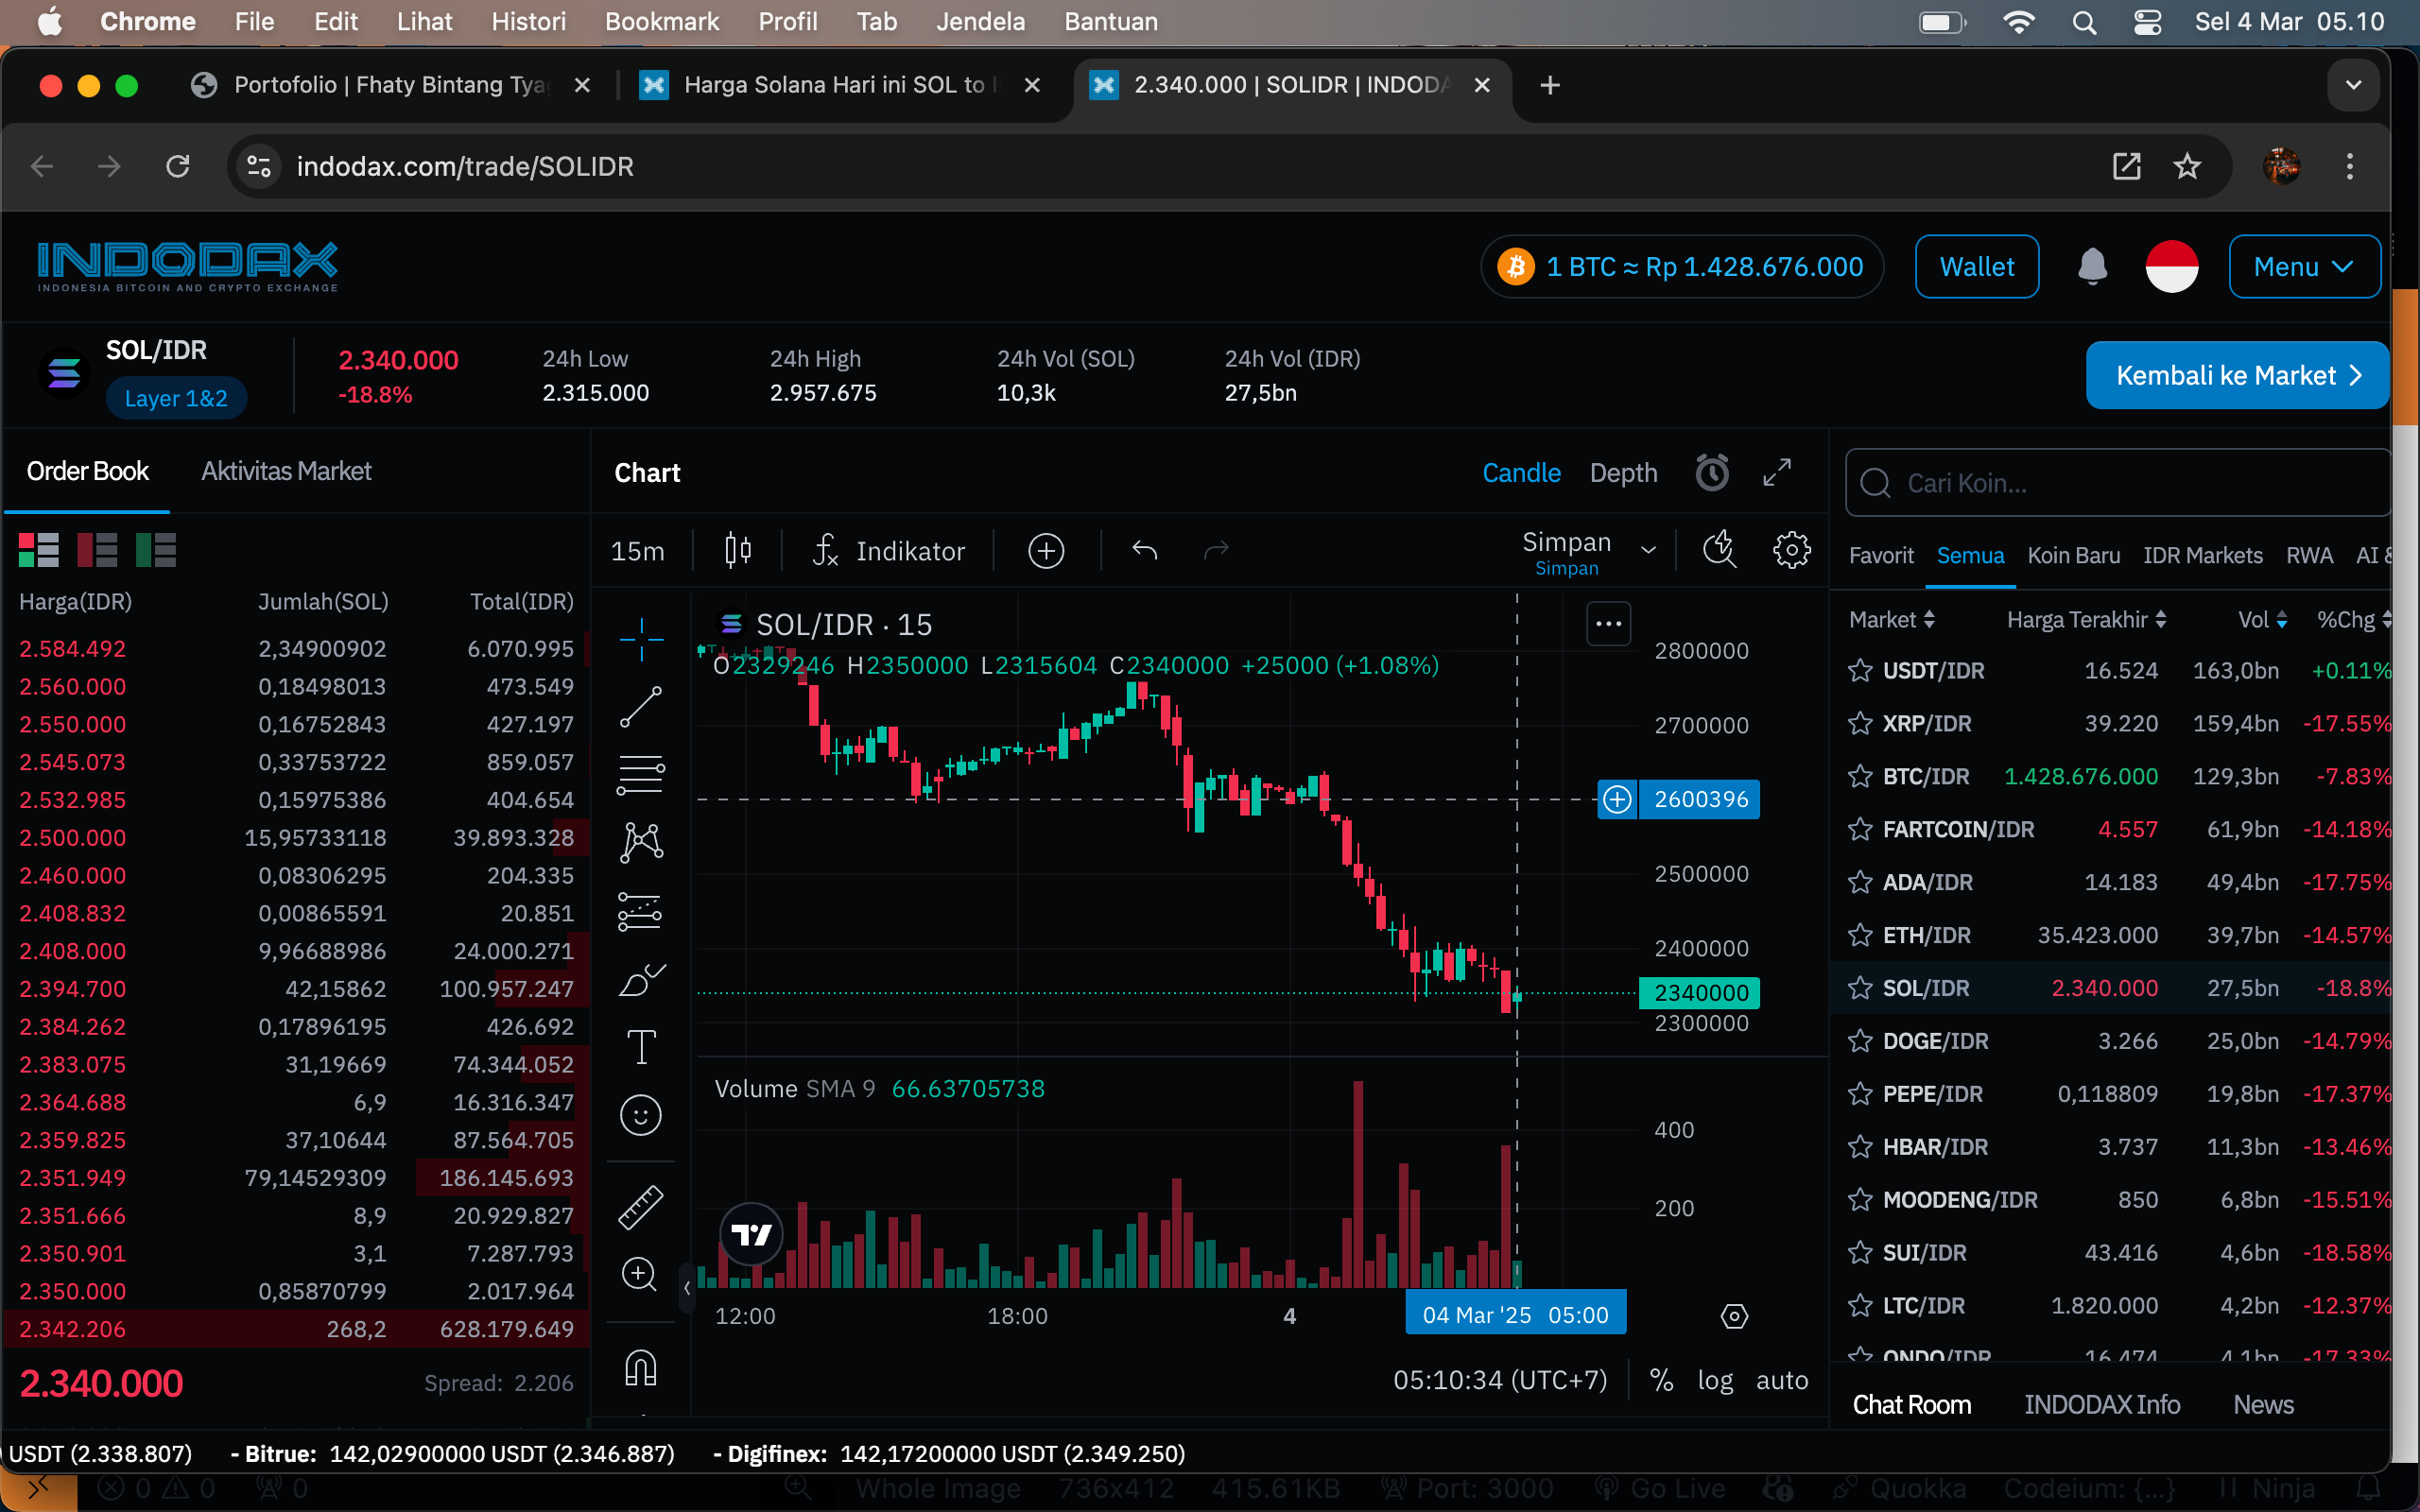 Chrome File Edit Lihat Histori Bookmark Profil Tab Jendela Bantuan Sel 4 Mar 05.10
Portofolio | Fhaty Bintang Tyag
Harga Solana Hari ini SOL to
2.340.000 | SOLIDR | INDODA
indodax.com/trade/SOLIDR
INDODAX
INDONESIA BITCOIN AND CRYPTO EXCHANGE
1 BTC ≈ Rp 1.428.676.000
Wallet
Menu
SOL/IDR
Layer 1&2
2.340.000
-18.8%
24h Low
2.315.000
24h High
2.957.675
24h Vol (SOL)
10,3k
24h Vol (IDR)
27,5bn
Kembali ke Market
Order Book Aktivitas Market
Harga(IDR) Jumlah(SOL) Total(IDR)
2.584.492 2,34900902 6.070.995
2.560.000 0,18498013 473.549
2.550.000 0,16752843 427.197
2.545.073 0,33753722 859.057
2.532.985 0,15975386 404.654
2.500.000 15,95733118 39.893.328
2.460.000 0,08306295 204.335
2.408.832 0,00865591 20.851
2.408.000 9,96688986 24.000.271
2.394.700 42,15862 100.957.247
2.384.262 0,17896195 426.692
2.383.075 31,19669 74.344.052
2.364.688 6,9 16.316.347
2.359.825 37,10644 87.564.705
2.351.949 79,14529309 186.145.693
2.351.666 8,9 20.929.827
2.350.901 3,1 7.287.793
2.350.000 0,85870799 2.017.964
2.342.206 268,2 628.179.649
2.340.000 Spread: 2.206
Chart Candle Depth
15m Indikator Simpan
Simpan
SOL/IDR · 15
O2329246 H2350000 L2315604 C2340000 +25000 (+1.08%)
2800000
2700000
2600396
2500000
2400000
2340000
2300000
Volume SMA 9 66.63705738
400
200
12:00 18:00 4 04 Mar '25 05:00
05:10:34 (UTC+7) % log auto
Cari Koin...
Favorit Semua Koin Baru IDR Markets RWA AI &
Market Harga Terakhir Vol %Chg
USDT/IDR 16.524 163,0bn +0.11%
XRP/IDR 39.220 159,4bn -17.55%
BTC/IDR 1.428.676.000 129,3bn -7.83%
FARTCOIN/IDR 4.557 61,9bn -14.18%
ADA/IDR 14.183 49,4bn -17.75%
ETH/IDR 35.423.000 39,7bn -14.57%
SOL/IDR 2.340.000 27,5bn -18.8%
DOGE/IDR 3.266 25,0bn -14.79%
PEPE/IDR 0,118809 19,8bn -17.37%
HBAR/IDR 3.737 11,3bn -13.46%
MOODENG/IDR 850 6,8bn -15.51%
SUI/IDR 43.416 4,6bn -18.58%
LTC/IDR 1.820.000 4,2bn -12.37%
ONDO/IDR 16.474 4,1bn -17.33%
Chat Room INDODAX Info News
USDT (2.338.807) - Bitrue: 142,02900000 USDT (2.346.887) - Digifinex: 142,17200000 USDT (2.349.250)
0 0 0 Whole Image 736x412 415.61KB Port: 3000 Go Live Quokka Codeium: {...} Ninja